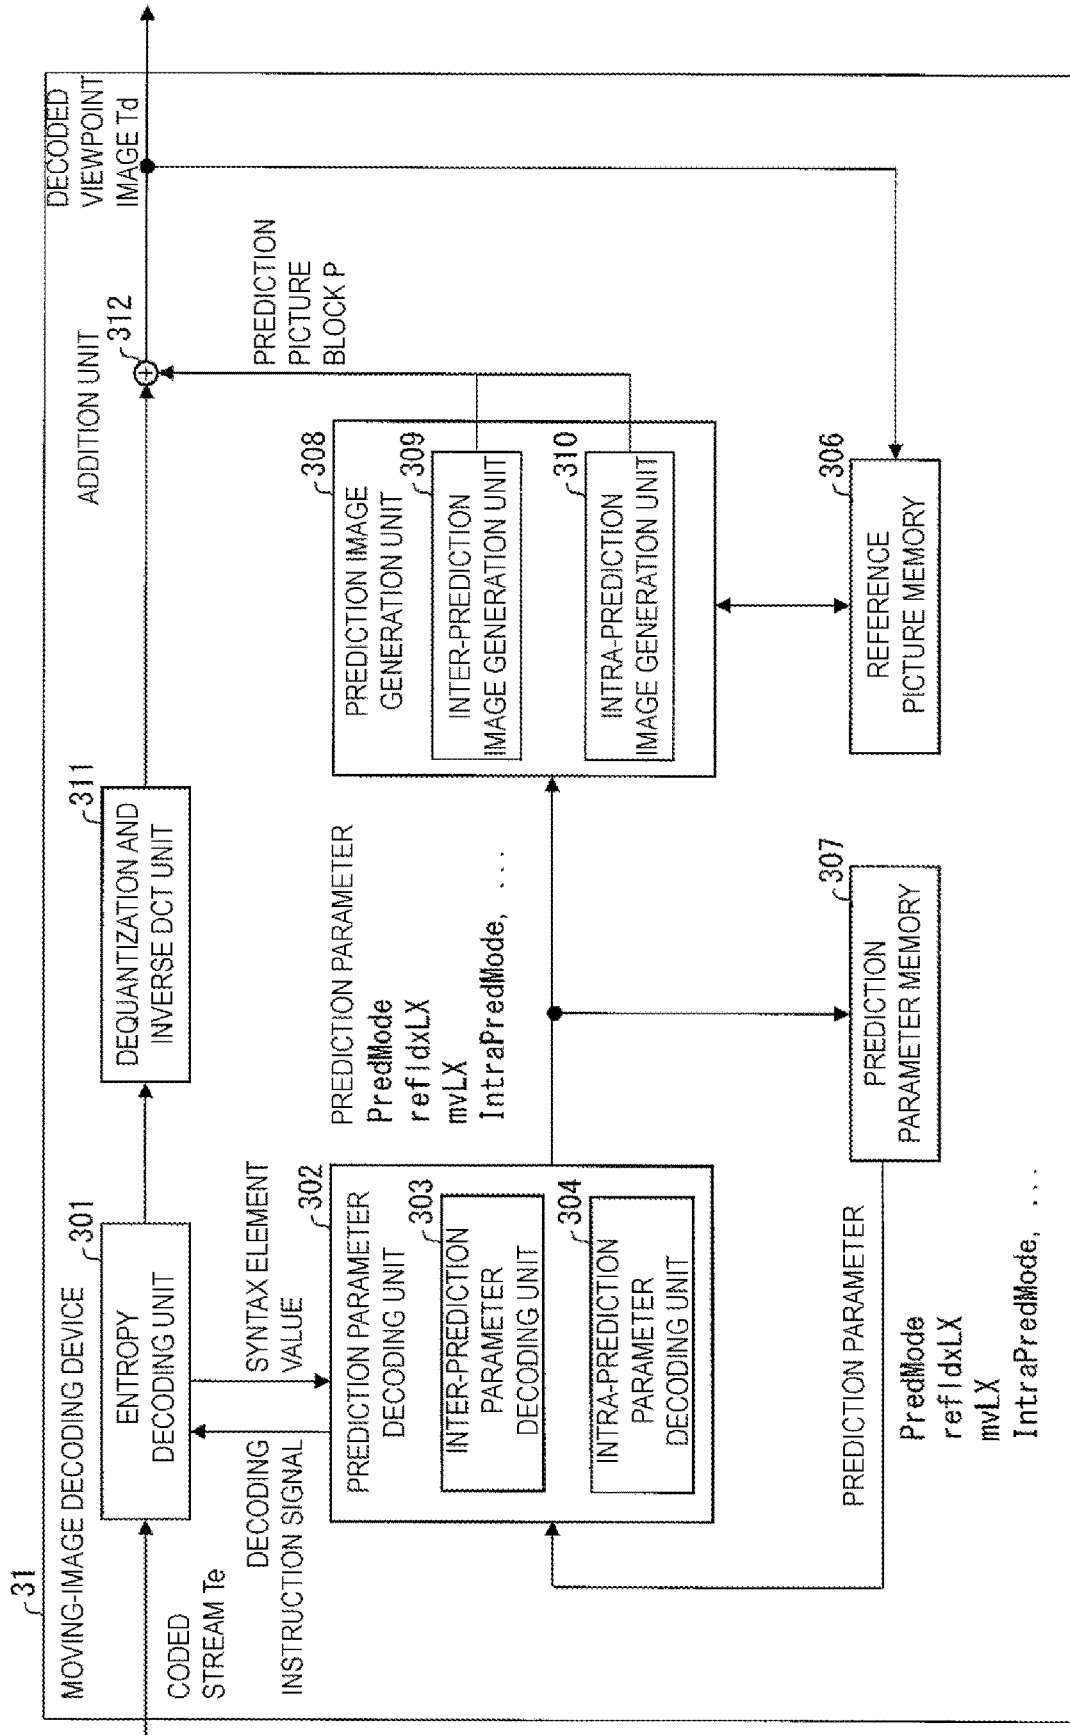 31
MOVING-IMAGE DECODING DEVICE
CODED
STREAM Te
301
ENTROPY
DECODING UNIT
311
DEQUANTIZATION AND
INVERSE DCT UNIT
ADDITION UNIT
312
DECODED
VIEWPOINT
IMAGE Td
DECODING
INSTRUCTION SIGNAL
SYNTAX ELEMENT
VALUE
302
PREDICTION PARAMETER
DECODING UNIT
303
INTER-PREDICTION
PARAMETER
DECODING UNIT
304
INTRA-PREDICTION
PARAMETER
DECODING UNIT
PREDICTION PARAMETER
PredMode
refIdxLX
mvLX
IntraPredMode, ...
308
PREDICTION IMAGE
GENERATION UNIT
309
INTER-PREDICTION
IMAGE GENERATION UNIT
310
INTRA-PREDICTION
IMAGE GENERATION UNIT
PREDICTION
PICTURE
BLOCK P
PREDICTION PARAMETER
PredMode
refIdxLX
mvLX
IntraPredMode, ...
307
PREDICTION
PARAMETER MEMORY
306
REFERENCE
PICTURE MEMORY